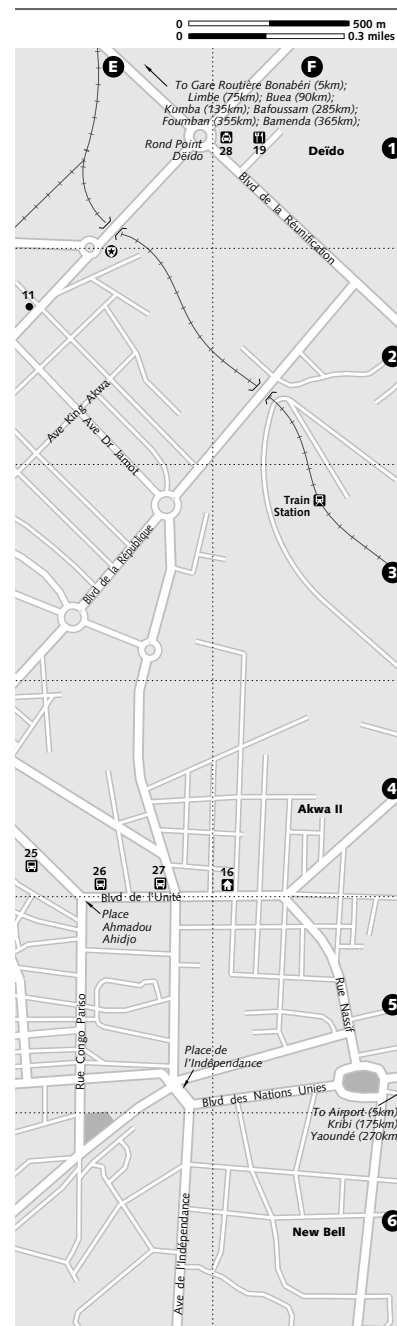 0 500 m
0 0.3 miles
E F
To Gare Routière Bonabéri (5km);
Limbe (75km); Buea (90km);
Kumba (135km); Bafoussam (285km);
Foumban (355km); Bamenda (365km);
Rond Point
Dëido
28 19
Deïdo
1
Blvd de la Réunification
11
2
Ave King Akwa
Ave Dr Jamot
Train
Station
Blvd de la République
3
4
Akwa II
25
26
27
16
Blvd de l'Unité
Place
Ahmadou
Ahidjo
Rue Congo Pariso
Rue Nassif
5
Place de
l'Indépendance
Blvd des Nations Unies
To Airport (5km)
Kribi (175km)
Yaoundé (270km
New Bell
6
Ave de l'Indépendance